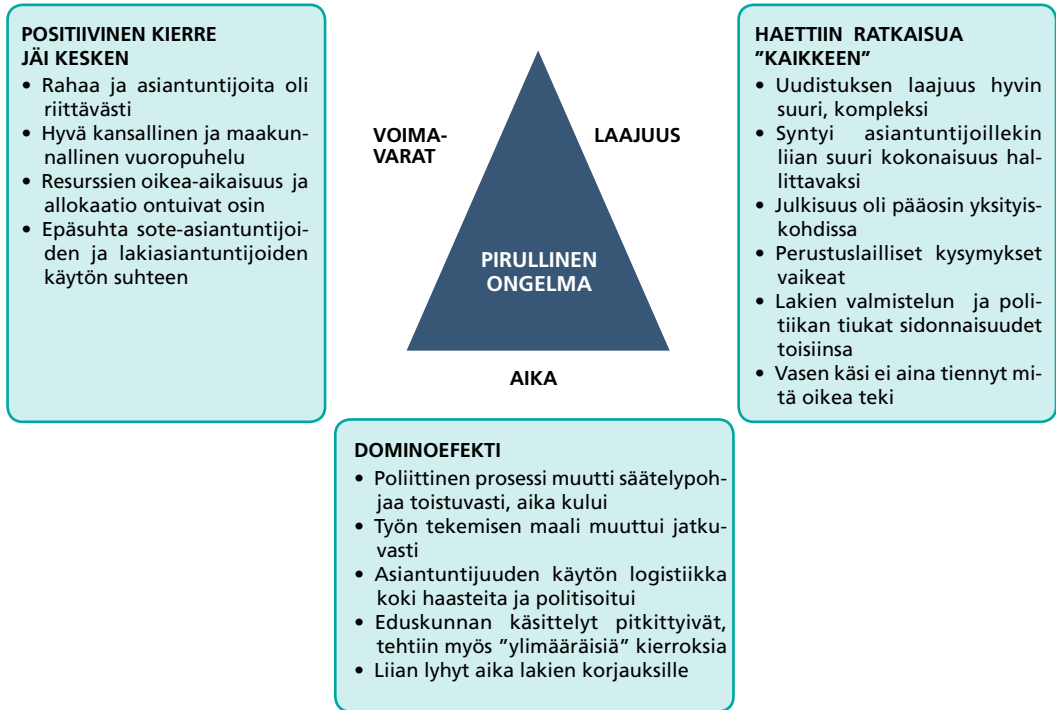 POSITIIVINEN KIERRE
JÄI KESKEN
• Rahaa ja asiantuntijoita oli
riittävästi
• Hyvä kansallinen ja maakun-
nallinen vuoropuhelu
• Resurssien oikea-aikaisuus ja
allokaatio ontuivat osin
• Epäsuhta sote-asiantuntijoi-
den ja lakiasiantuntijoiden
käytön suhteen
VOIMA-
VARAT
LAAJUUS
PIRULLINEN
ONGELMA
AIKA
HAETTIIN RATKAISUA
”KAIKKEEN”
• Uudistuksen laajuus hyvin
suuri, kompleksi
• Syntyi asiantuntijoillekin
liian suuri kokonaisuus hal-
littavaksi
• Julkisuus oli pääosin yksityis-
kohdissa
• Perustuslailliset kysymykset
vaikeat
• Lakien valmistelun ja poli-
tiikan tiukat sidonnaisuudet
toisiinsa
• Vasen käsi ei aina tiennyt mi-
tä oikea teki
DOMINOEFEKTI
• Poliittinen prosessi muutti säätelypoh-
jaa toistuvasti, aika kului
• Työn tekemisen maali muuttui jatku-
vasti
• Asiantuntijuuden käytön logistiikka
koki haasteita ja politisoitui
• Eduskunnan käsittelyt pitkittyivät,
tehtiin myös ”ylimääräisiä” kierroksia
• Liian lyhyt aika lakien korjauksille